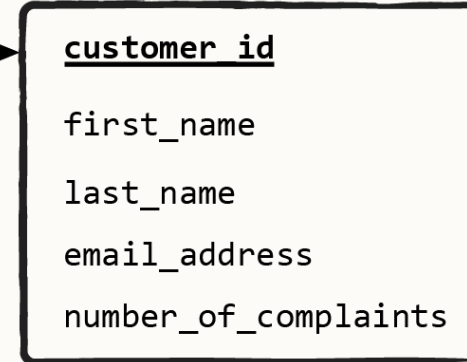 customer_id
first_name
last_name
email_address
number_of_complaints